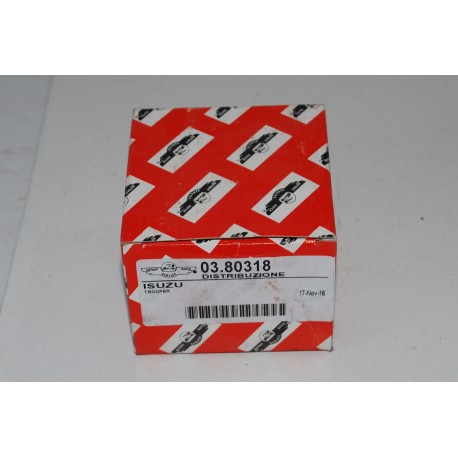 03.80318
DISTRIBUZIONE
ISUZU
TROOPER
17-Nov-16